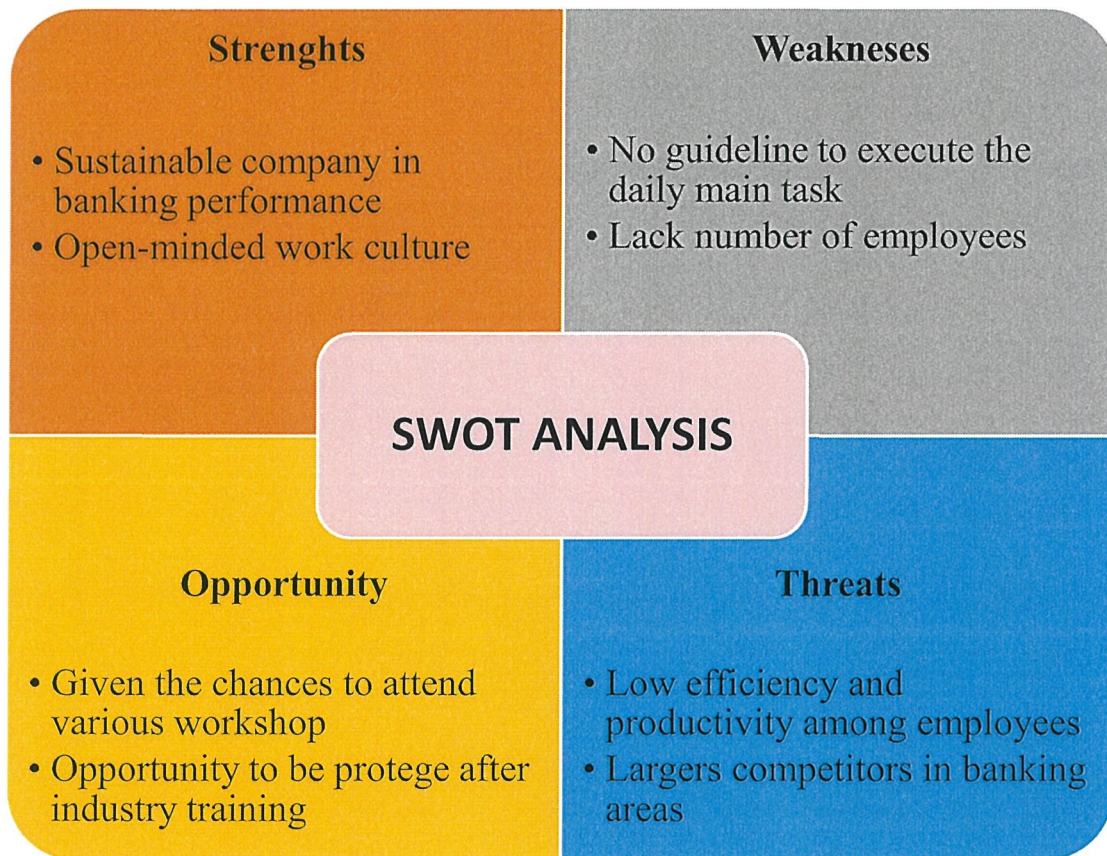 Strenghts
• Sustainable company in
banking performance
• Open-minded work culture
Weakneses
• No guideline to execute the
daily main task
• Lack number of employees
SWOT ANALYSIS
Opportunity
• Given the chances to attend
various workshop
• Opportunity to be protege after
industry training
Threats
• Low efficiency and
productivity among employees
• Largers competitors in banking
areas